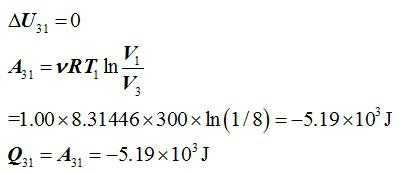 ΔU₃₁ = 0
A₃₁ = νRT₁ ln V₁/V₃
=1.00×8.31446×300×ln(1/8) = −5.19×10³ J
Q₃₁ = A₃₁ = −5.19×10³ J